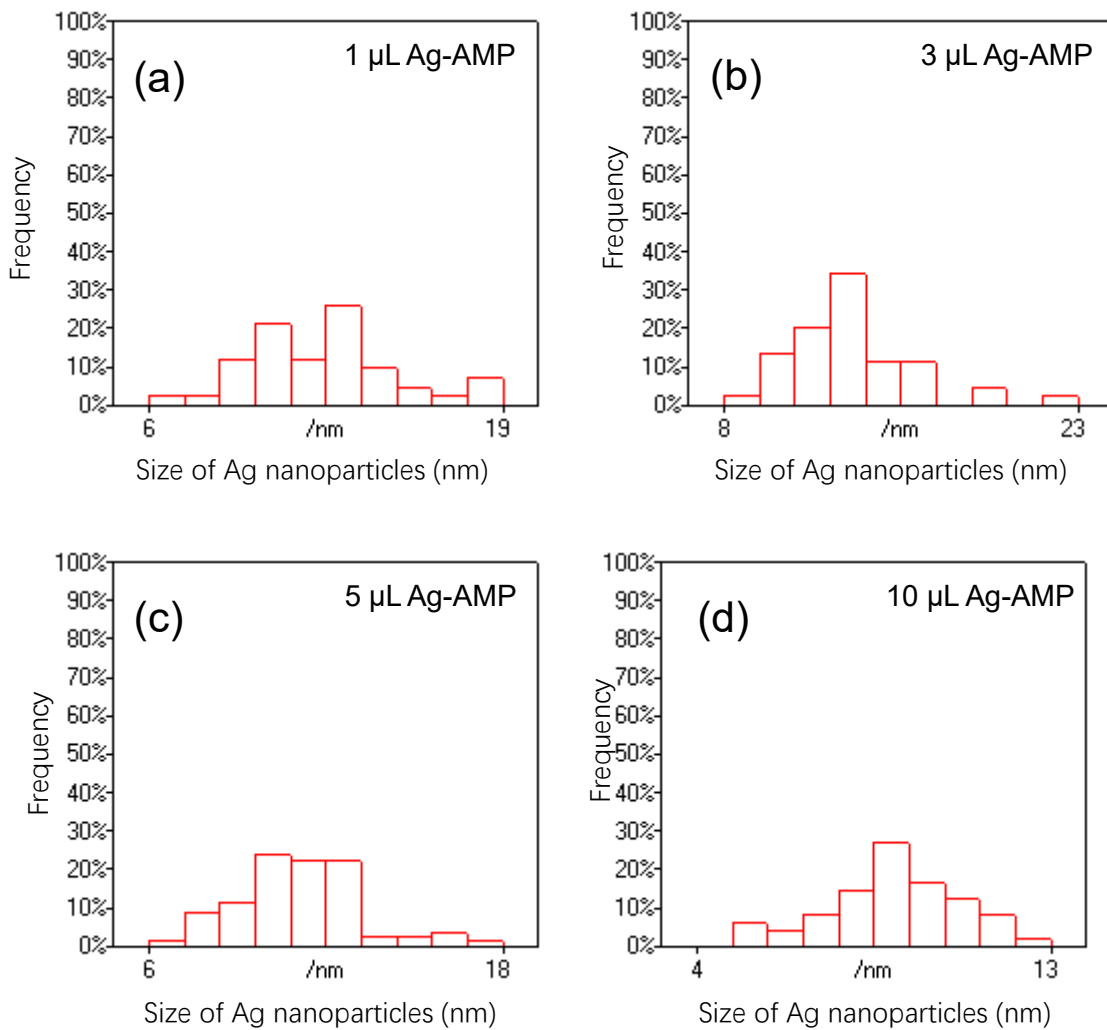 (a)
1 µL Ag-AMP
Frequency
100%
90%
80%
70%
60%
50%
40%
30%
20%
10%
0%
6 /nm 19
Size of Ag nanoparticles (nm)
(b)
3 µL Ag-AMP
Frequency
100%
90%
80%
70%
60%
50%
40%
30%
20%
10%
0%
8 /nm 23
Size of Ag nanoparticles (nm)
(c)
5 µL Ag-AMP
Frequency
100%
90%
80%
70%
60%
50%
40%
30%
20%
10%
0%
6 /nm 18
Size of Ag nanoparticles (nm)
(d)
10 µL Ag-AMP
Frequency
100%
90%
80%
70%
60%
50%
40%
30%
20%
10%
0%
4 /nm 13
Size of Ag nanoparticles (nm)